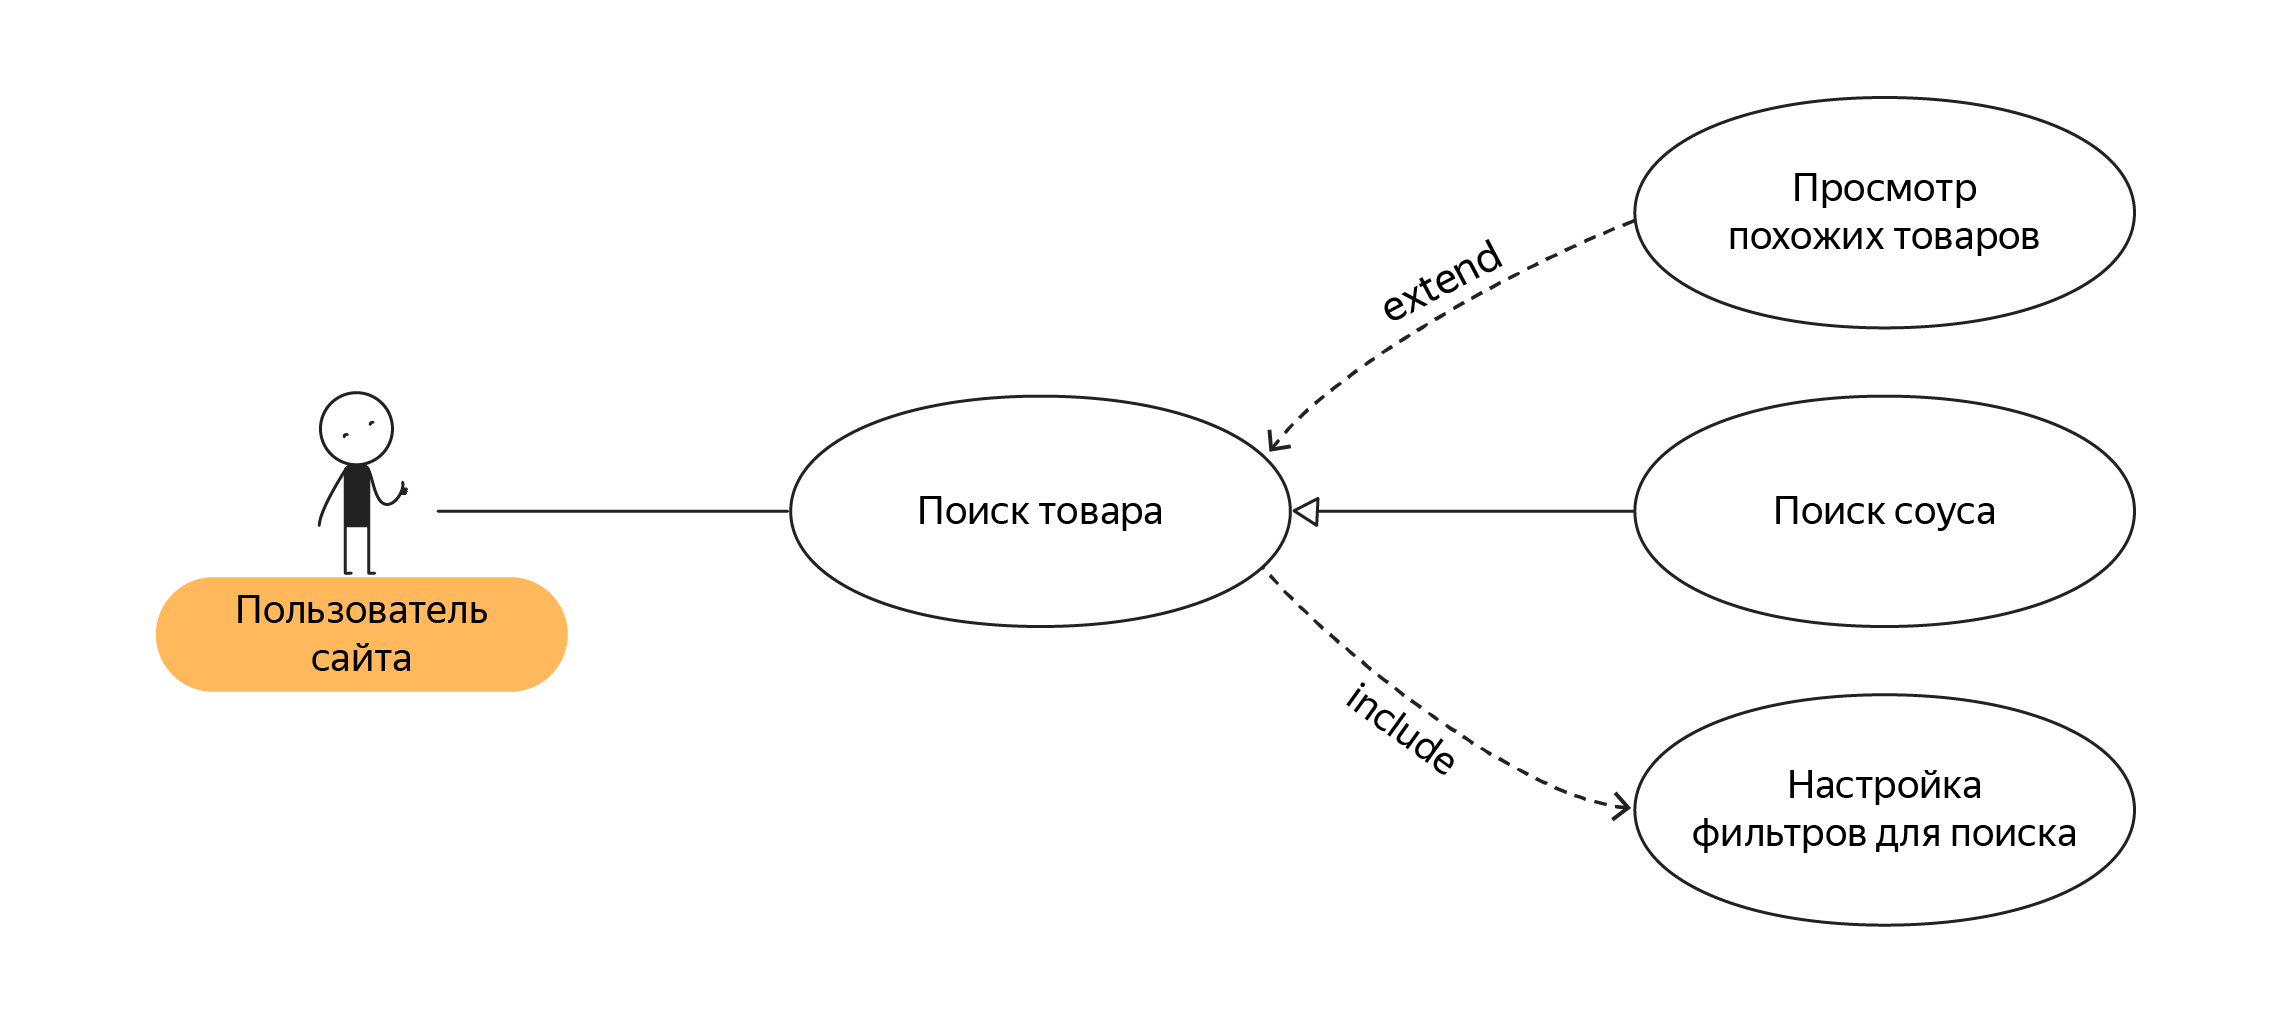 Просмотр
похожих товаров
extend
Поиск товара
Поиск соуса
Пользователь
сайта
include
Настройка
фильтров для поиска